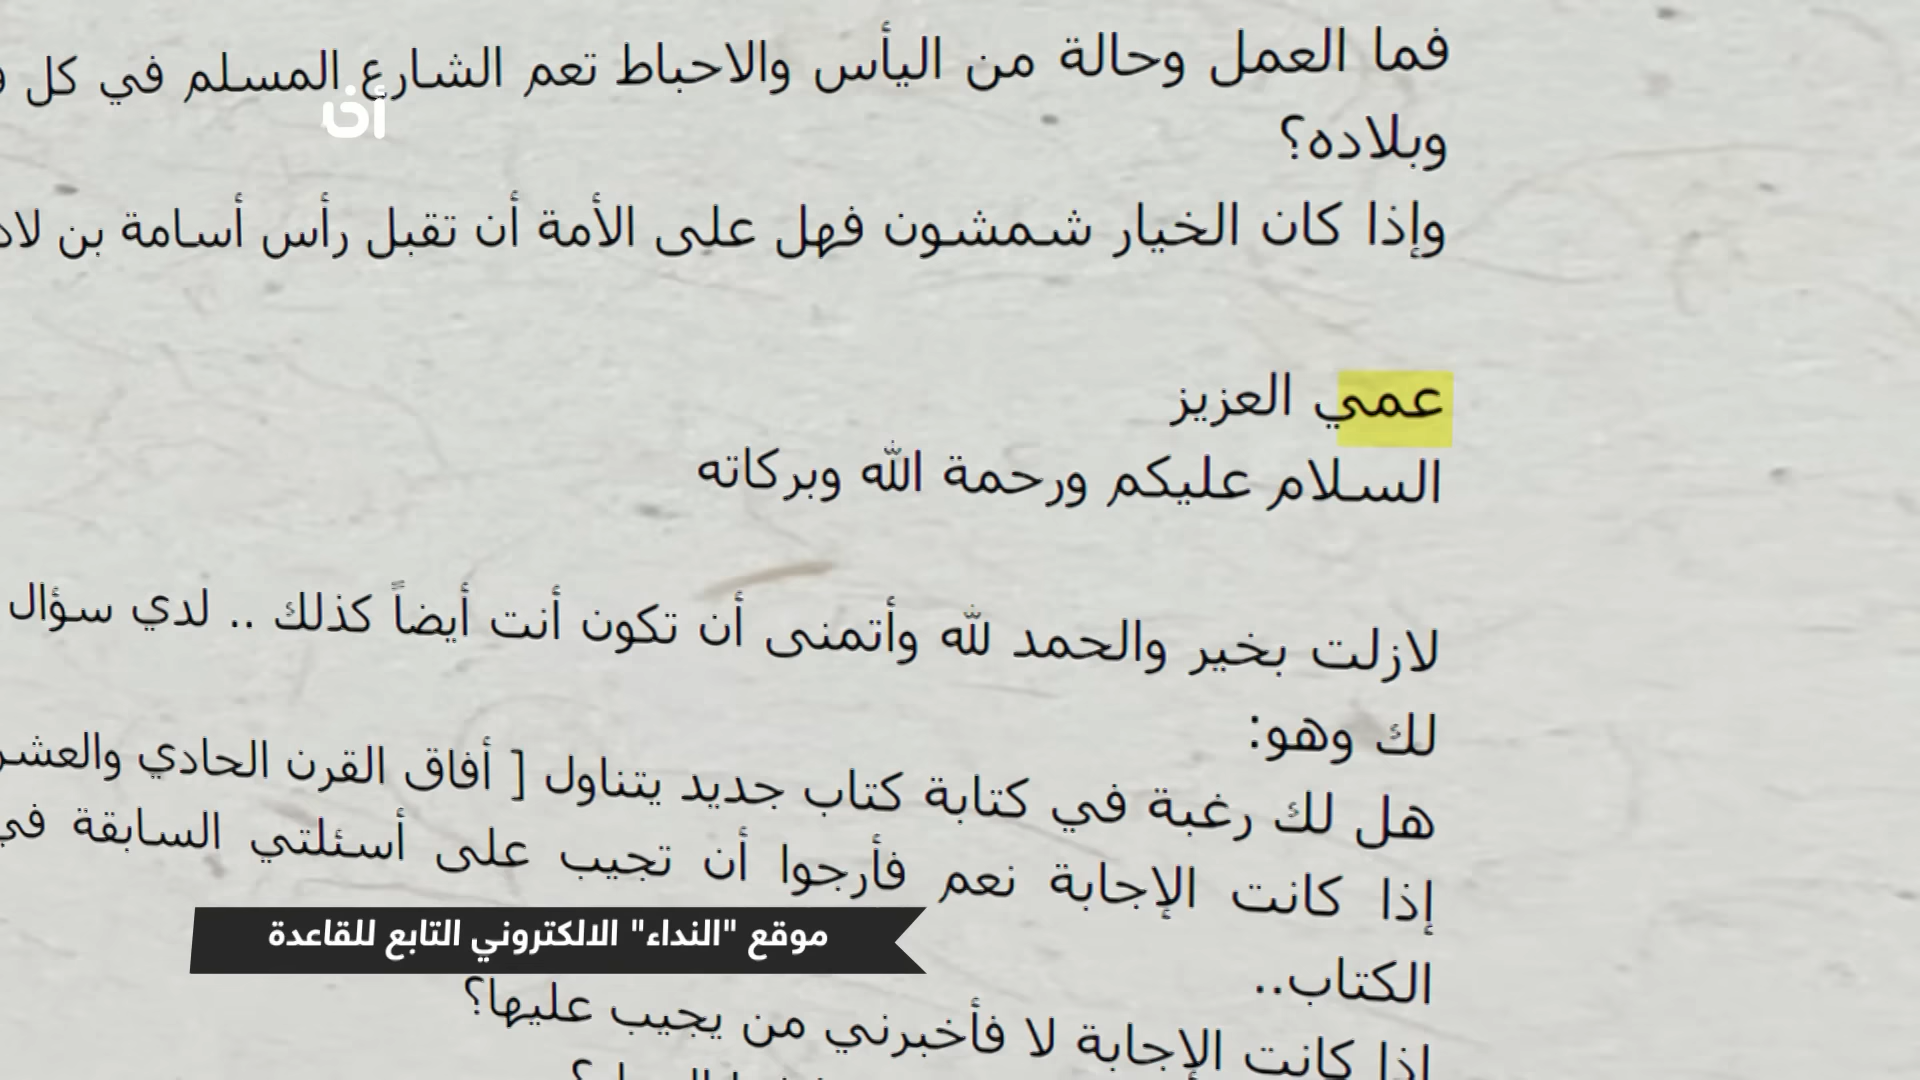 فما العمل وحالة من اليأس والاحباط تعم الشارع المسلم في كل
وبلاده؟
وإذا كان الخيار شمشون فهل على الأمة أن تقبل رأس أسامة بن
عمي العزيز
السلام عليكم ورحمة الله وبركاته
لازلت بخير والحمد لله وأتمنى أن تكون أنت أيضاً كذلك .. لدي سؤال
لك وهو:
هل لك رغبة في كتابة كتاب جديد يتناول [ أفاق القرن الحادي
إذا كانت الإجابة نعم فأرجوا أن تجيب على أسئلتي السابقة في
الكتاب..
إذا كانت الإجابة لا فأخبرني من يجيب عليها؟
موقع "النداء" الالكتروني التابع للقاعدة